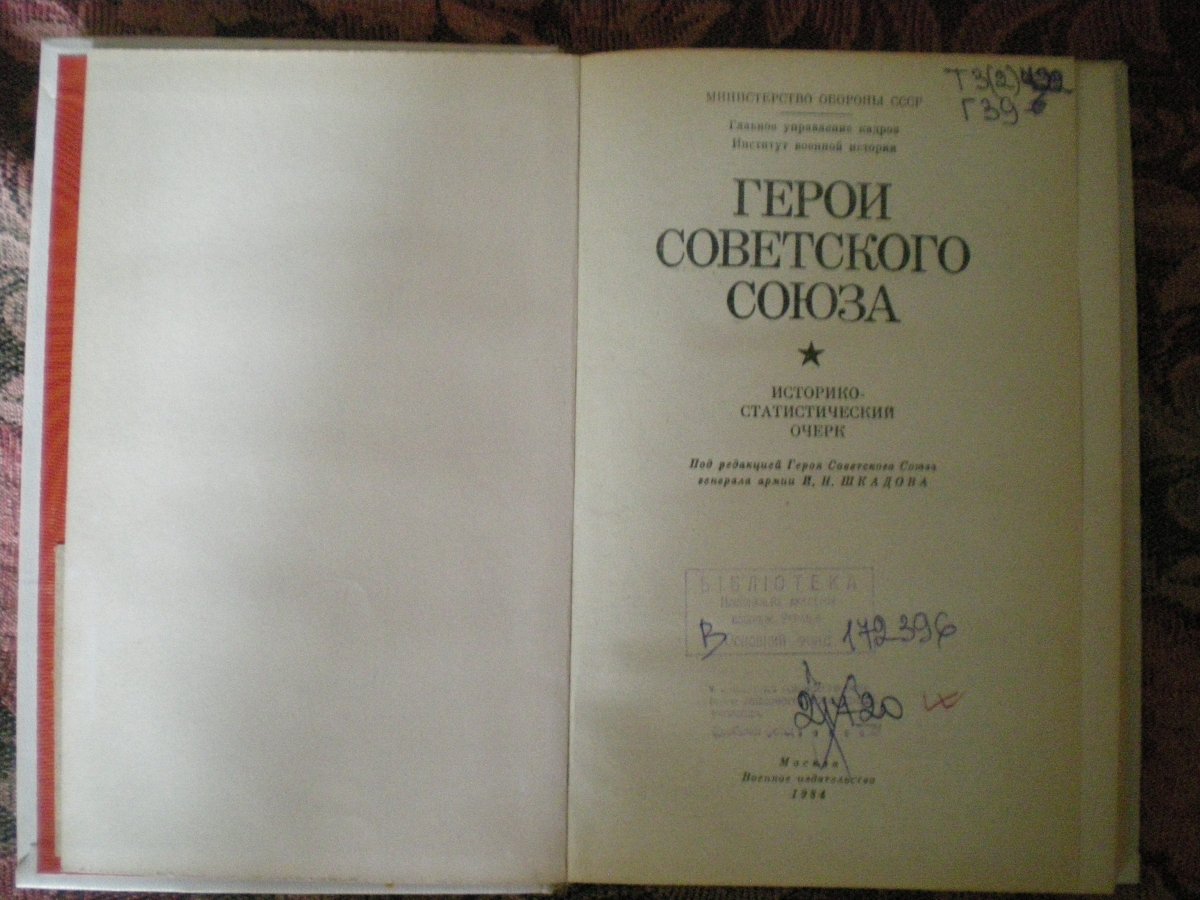 Т3(2)
Г39
МИНИСТЕРСТВО ОБОРОНЫ СССР
Главное управление кадров
Институт военной истории
ГЕРОИ
СОВЕТСКОГО
СОЮЗА
ИСТОРИКО-
СТАТИСТИЧЕСКИЙ
ОЧЕРК
Под редакцией Героя Советского Союза
генерала армии И. Н. ШКАДОВА
БІБЛІОТЕКА
В 172396
Москва
Военное издательство
1984